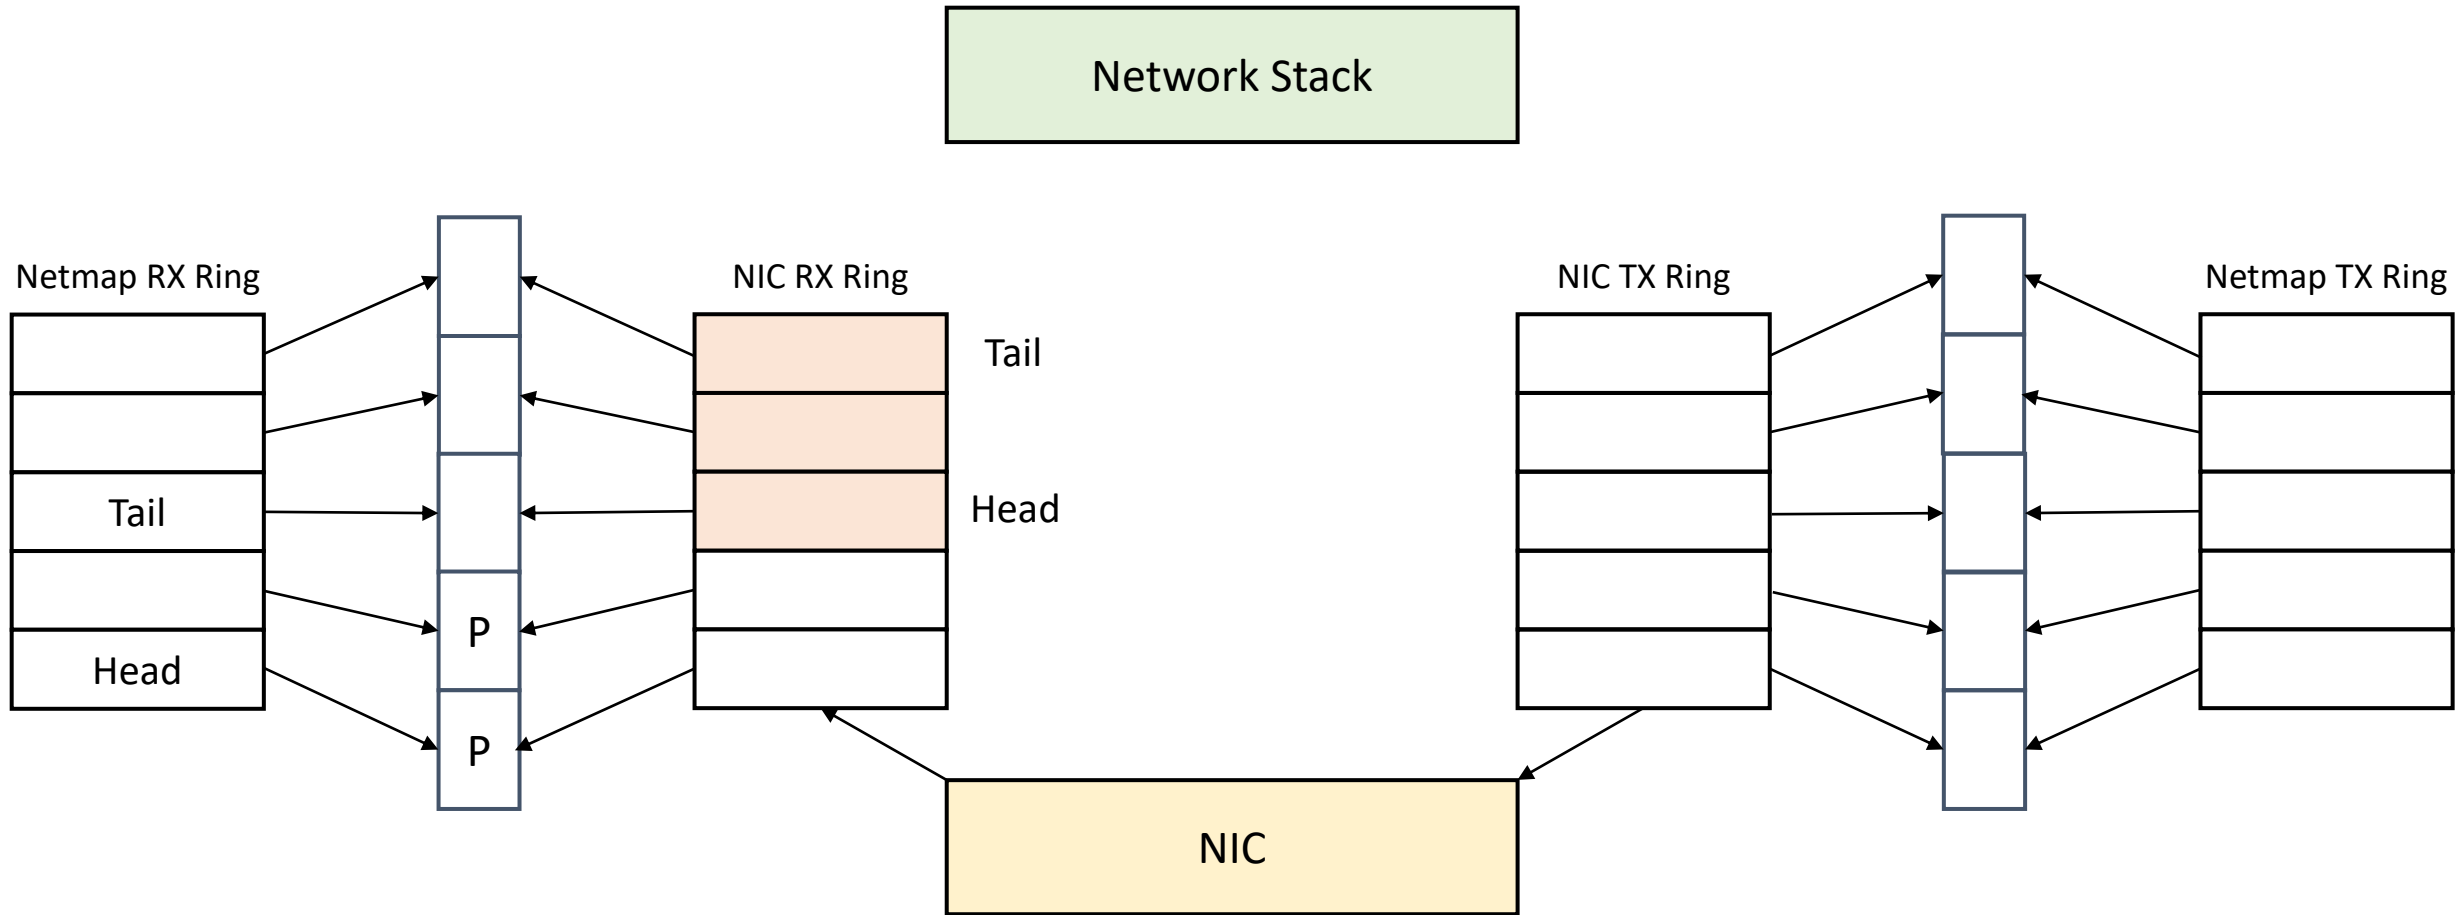 Network Stack
Netmap RX Ring
NIC RX Ring
NIC TX Ring
Netmap TX Ring
Tail
Tail
Head
P
Head
P
NIC